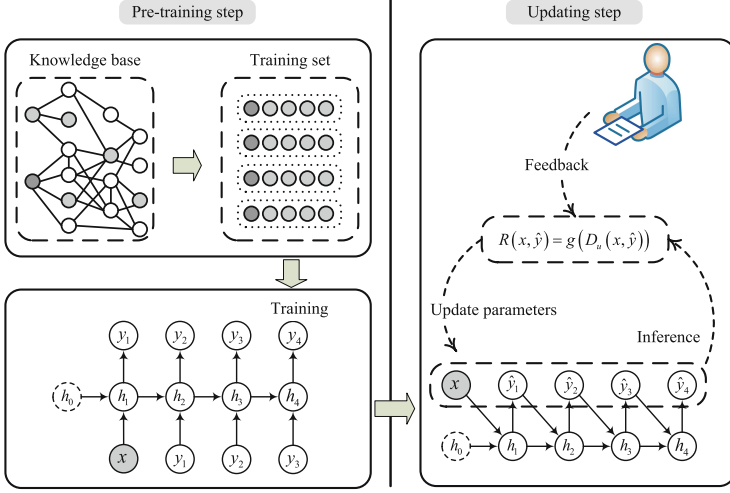 Pre-training step
Updating step
Knowledge base
Training set
Training
y₁ y₂ y₃ y₄
h₀ h₁ h₂ h₃ h₄
x y₁ y₂ y₃
Feedback
R(x, ŷ) = g(Dᵤ(x, ŷ))
Update parameters
Inference
x ŷ₁ ŷ₂ ŷ₃ ŷ₄
h₀ h₁ h₂ h₃ h₄